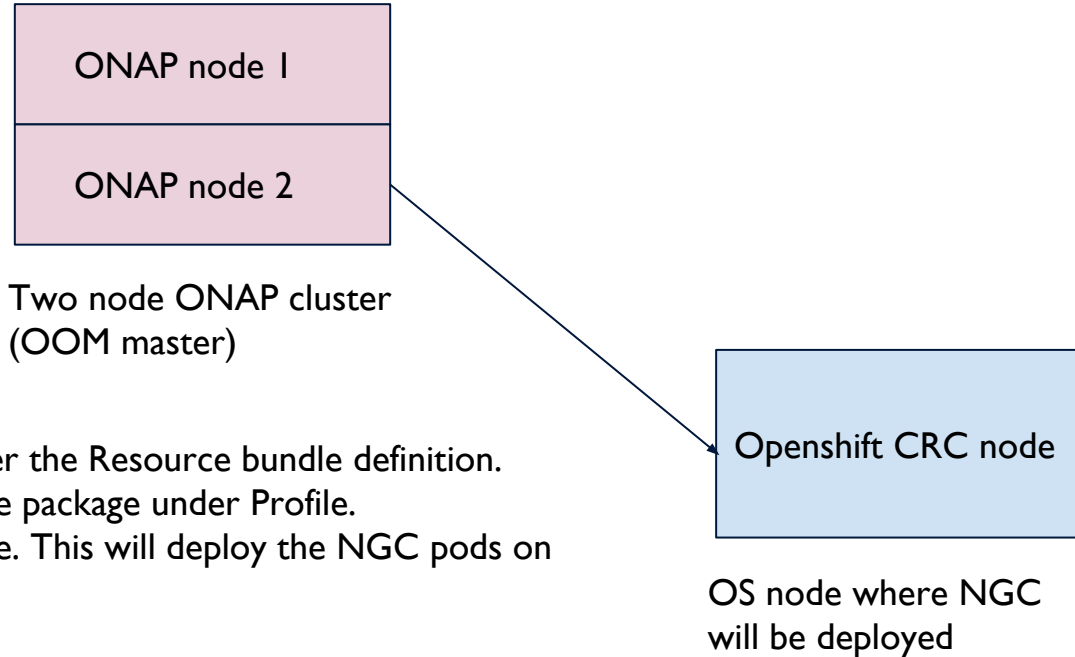 ONAP node 1
ONAP node 2
Two node ONAP cluster
(OOM master)
er the Resource bundle definition.
e package under Profile.
e. This will deploy the NGC pods on
Openshift CRC node
OS node where NGC
will be deployed